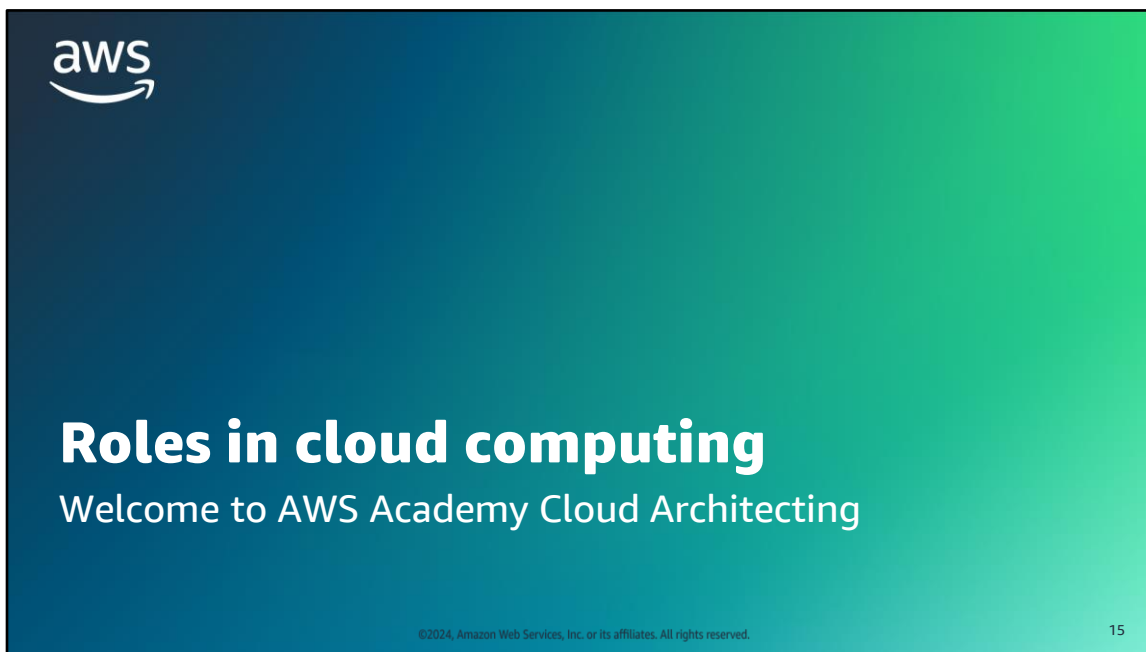 aws
Roles in cloud computing
Welcome to AWS Academy Cloud Architecting
©2024, Amazon Web Services, Inc. or its affiliates. All rights reserved.
15